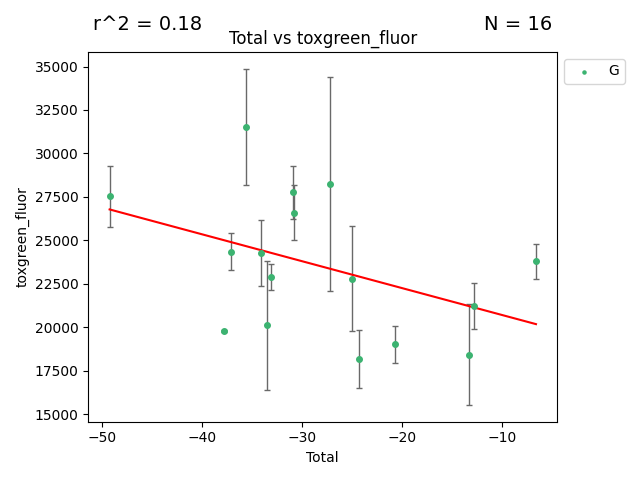 r^2 = 0.18
N = 16
Total vs toxgreen_fluor
G
35000
32500
30000
27500
25000
22500
20000
17500
15000
toxgreen_fluor
−50
−40
−30
−20
−10
Total